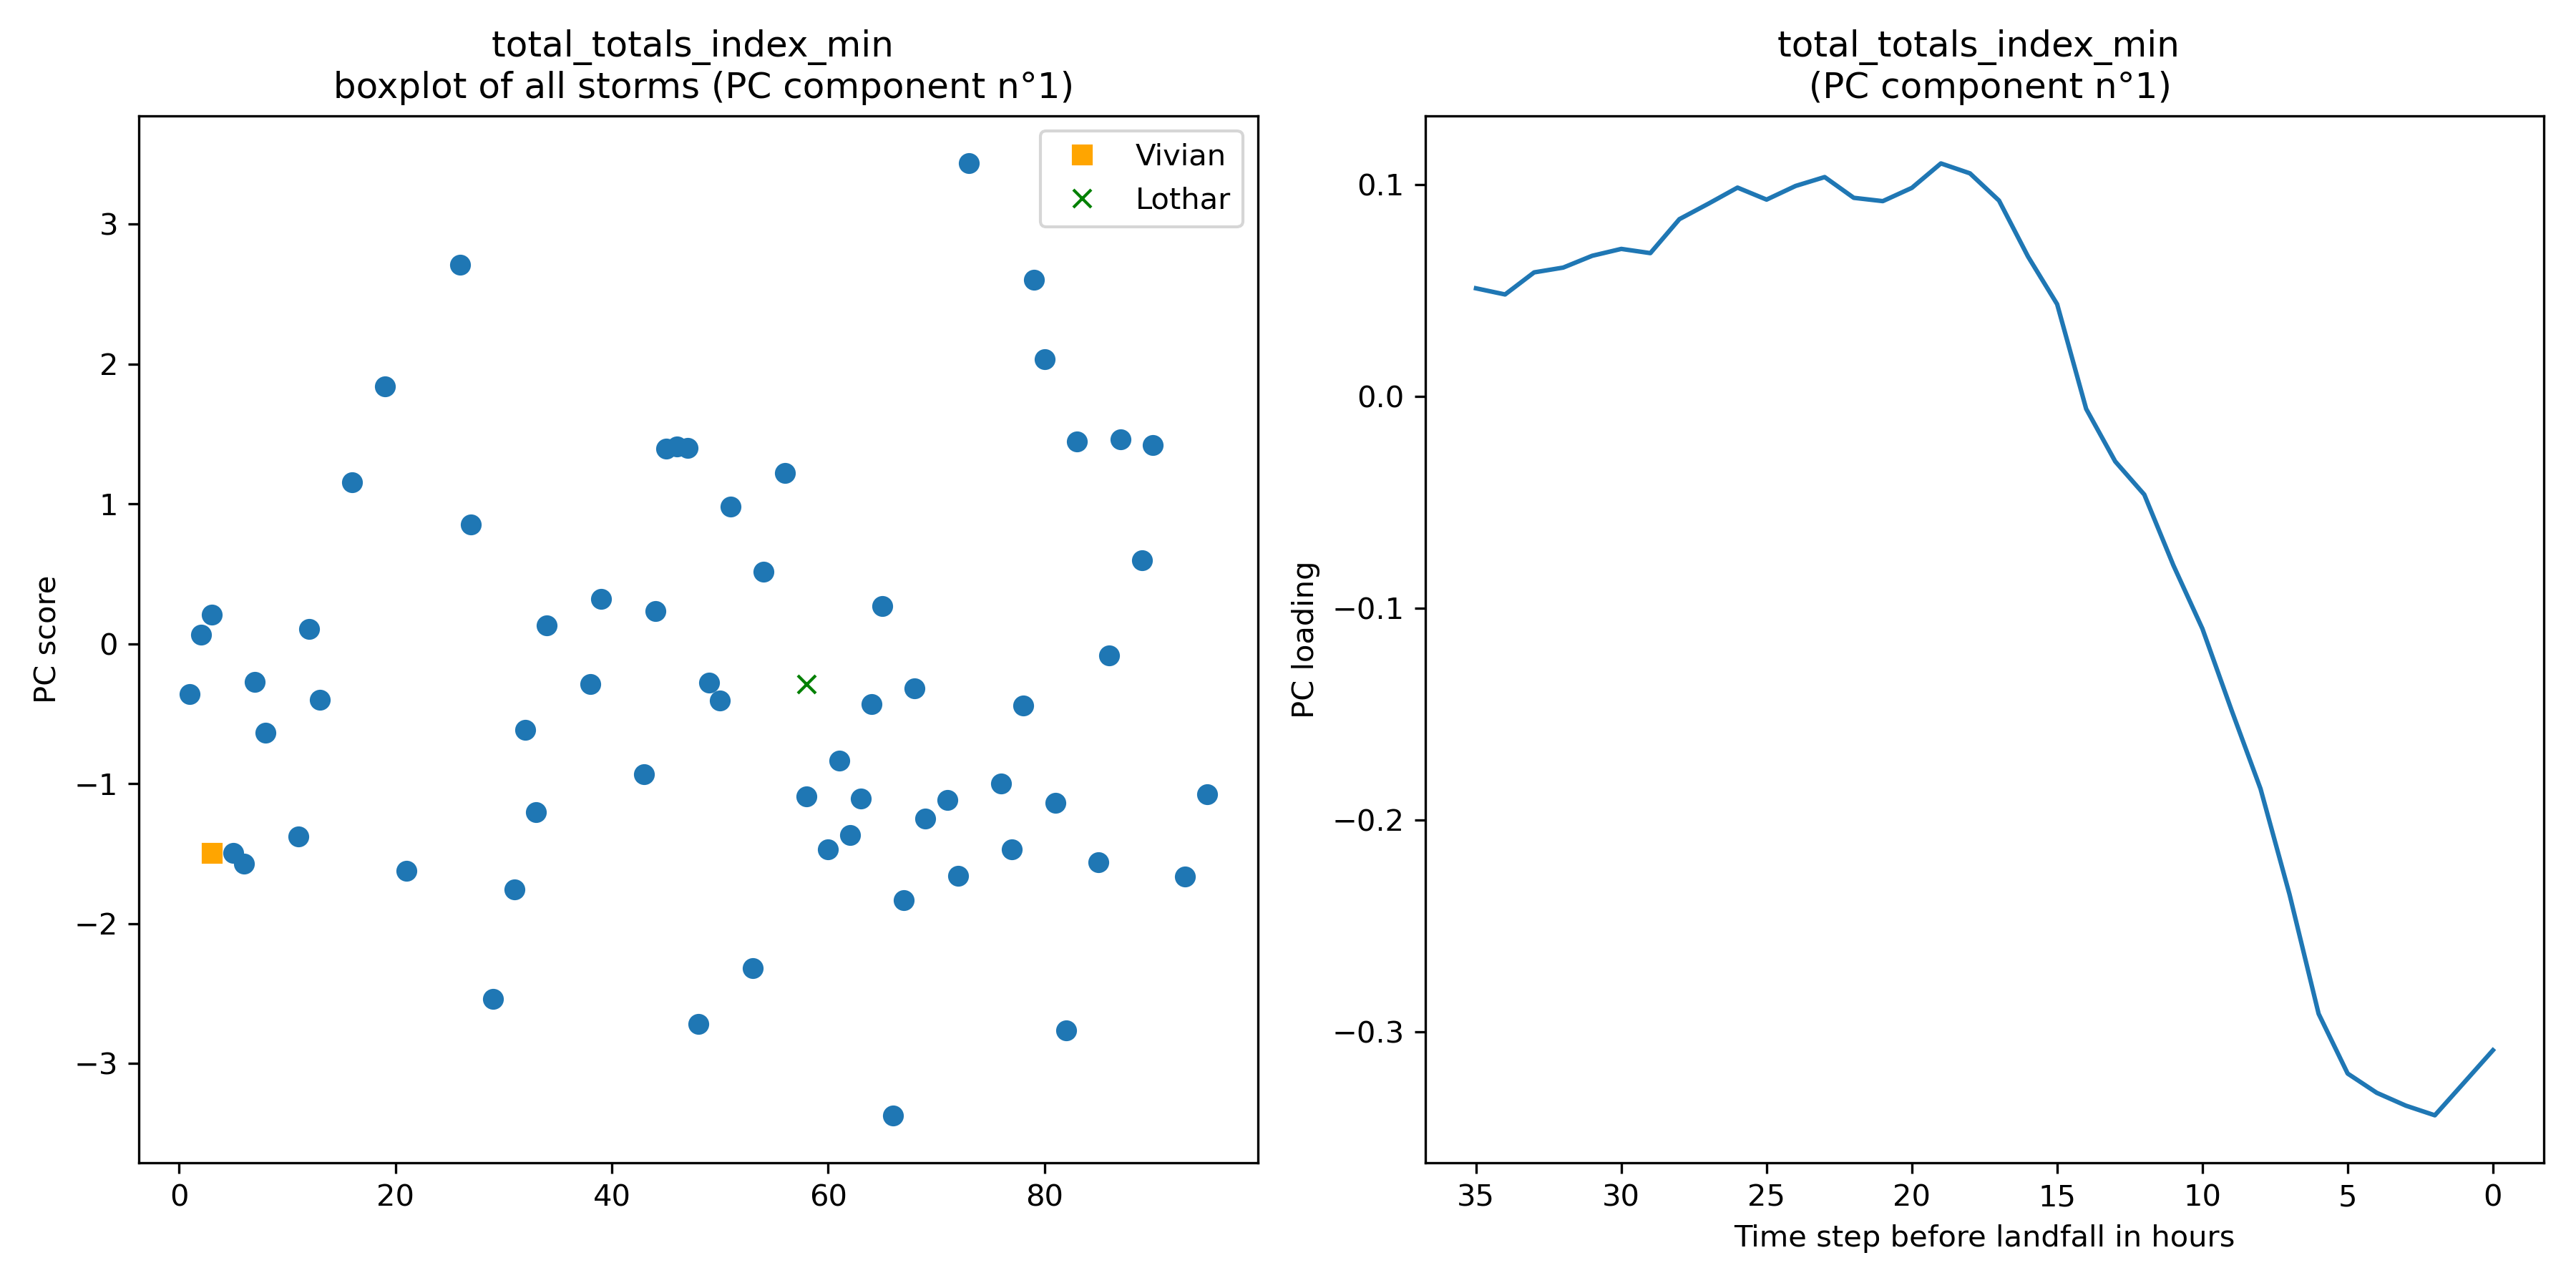 total_totals_index_min
boxplot of all storms (PC component n°1)
Vivian
Lothar
PC score
3
2
1
0
−1
−2
−3
0
20
40
60
80
total_totals_index_min
(PC component n°1)
PC loading
0.1
0.0
−0.1
−0.2
−0.3
35
30
25
20
15
10
5
0
Time step before landfall in hours